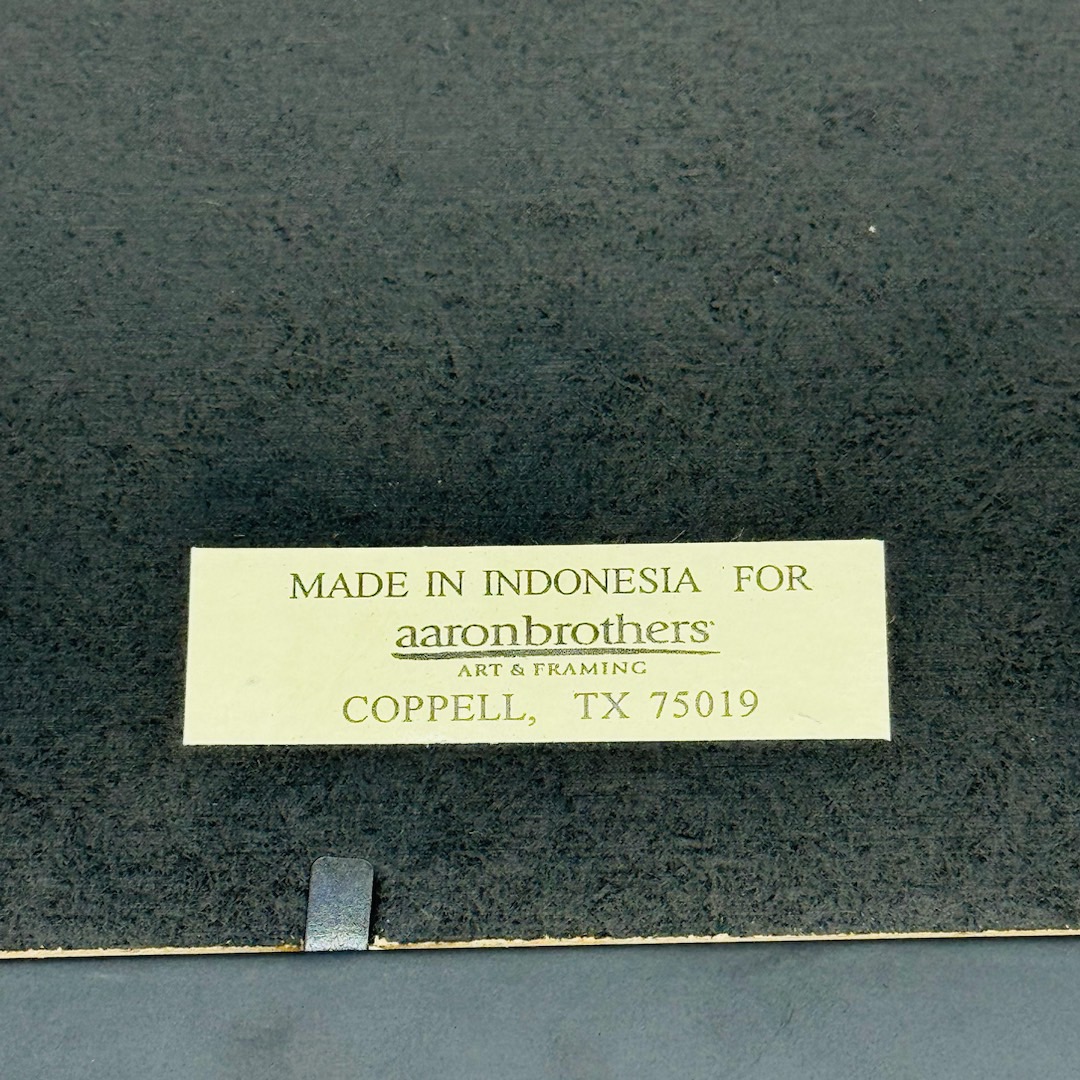 MADE IN INDONESIA FOR
aaronbrothers
ART & FRAMING
COPPELL, TX 75019